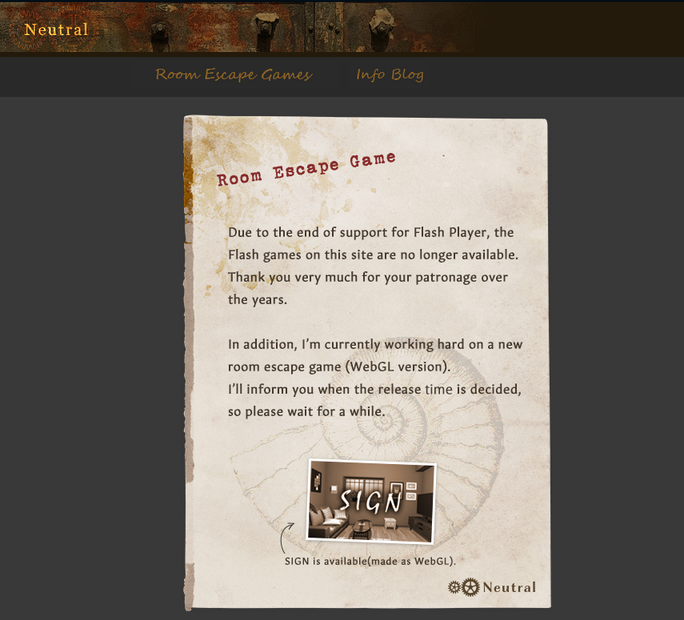 Neutral
Room Escape Games
Info Blog
Room Escape Game
Due to the end of support for Flash Player, the
Flash games on this site are no longer available.
Thank you very much for your patronage over
the years.
In addition, I'm currently working hard on a new
room escape game (WebGL version).
I'll inform you when the release time is decided,
so please wait for a while.
SIGN
SIGN is available(made as WebGL).
Neutral